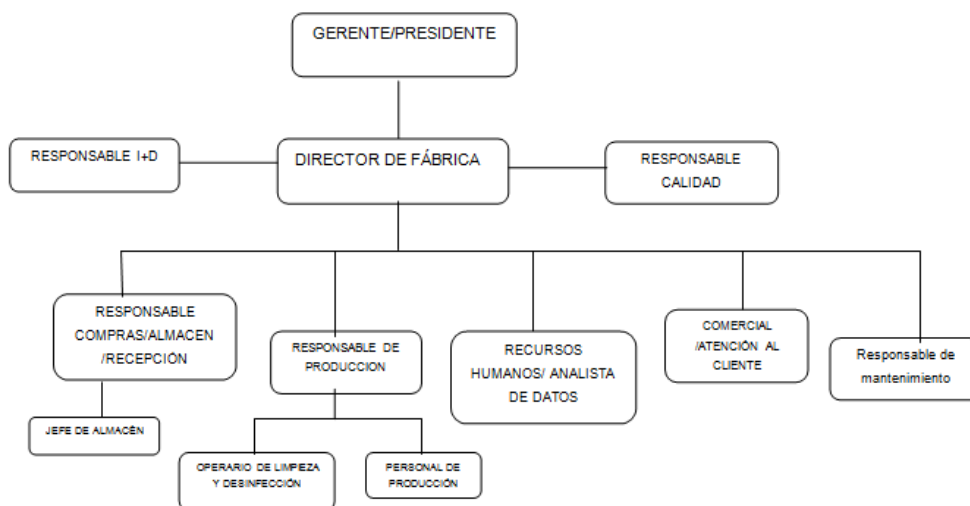 GERENTE/PRESIDENTE
RESPONSABLE I+D
DIRECTOR DE FÁBRICA
RESPONSABLE
CALIDAD
RESPONSABLE
COMPRAS/ALMACEN
/RECEPCIÓN
RESPONSABLE DE
PRODUCCION
RECURSOS
HUMANOS/ ANALISTA
DE DATOS
COMERCIAL
/ATENCIÓN AL
CLIENTE
Responsable de
mantenimiento
JEFE DE ALMACÉN
OPERARIO DE LIMPIEZA
Y DESINFECCIÓN
PERSONAL DE
PRODUCCIÓN